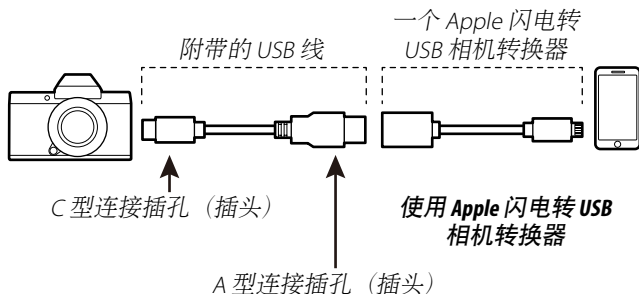 一个 Apple 闪电转
附带的 USB 线
USB 相机转换器
C 型连接插孔（插头）
使用 Apple 闪电转 USB
相机转换器
A 型连接插孔（插头）